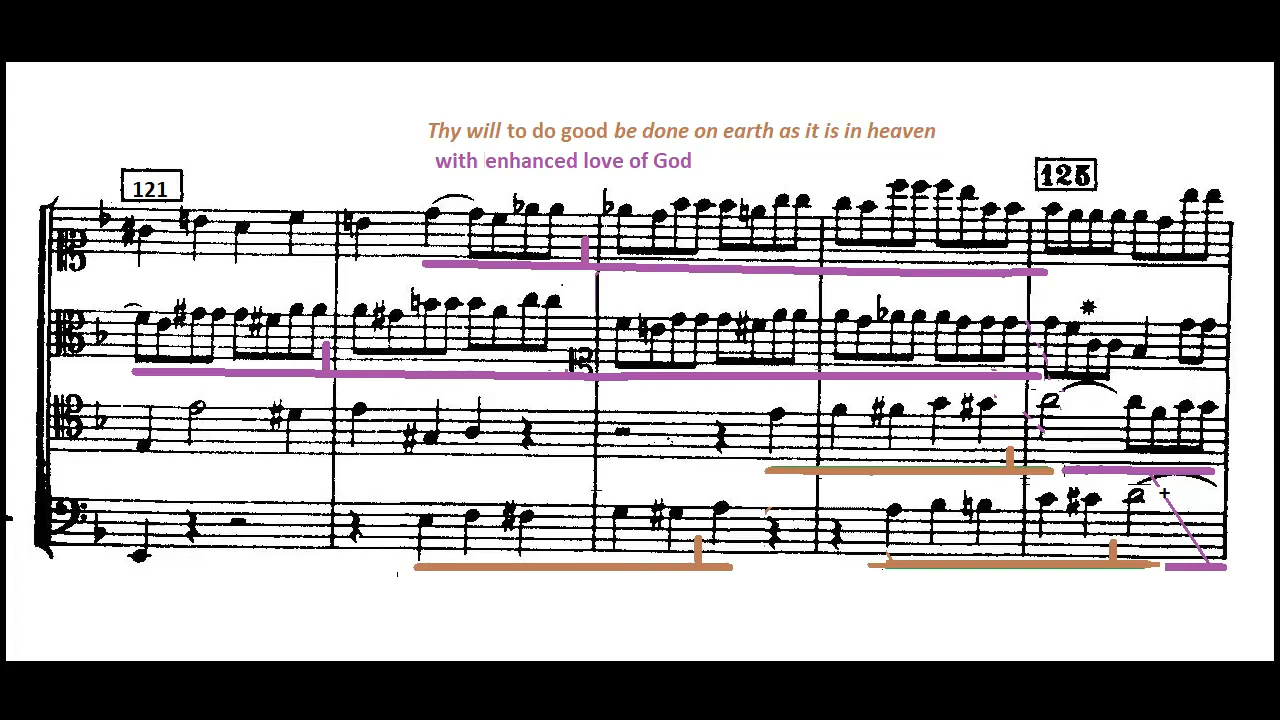 Thy will to do good be done on earth as it is in heaven
with enhanced love of God
121
125